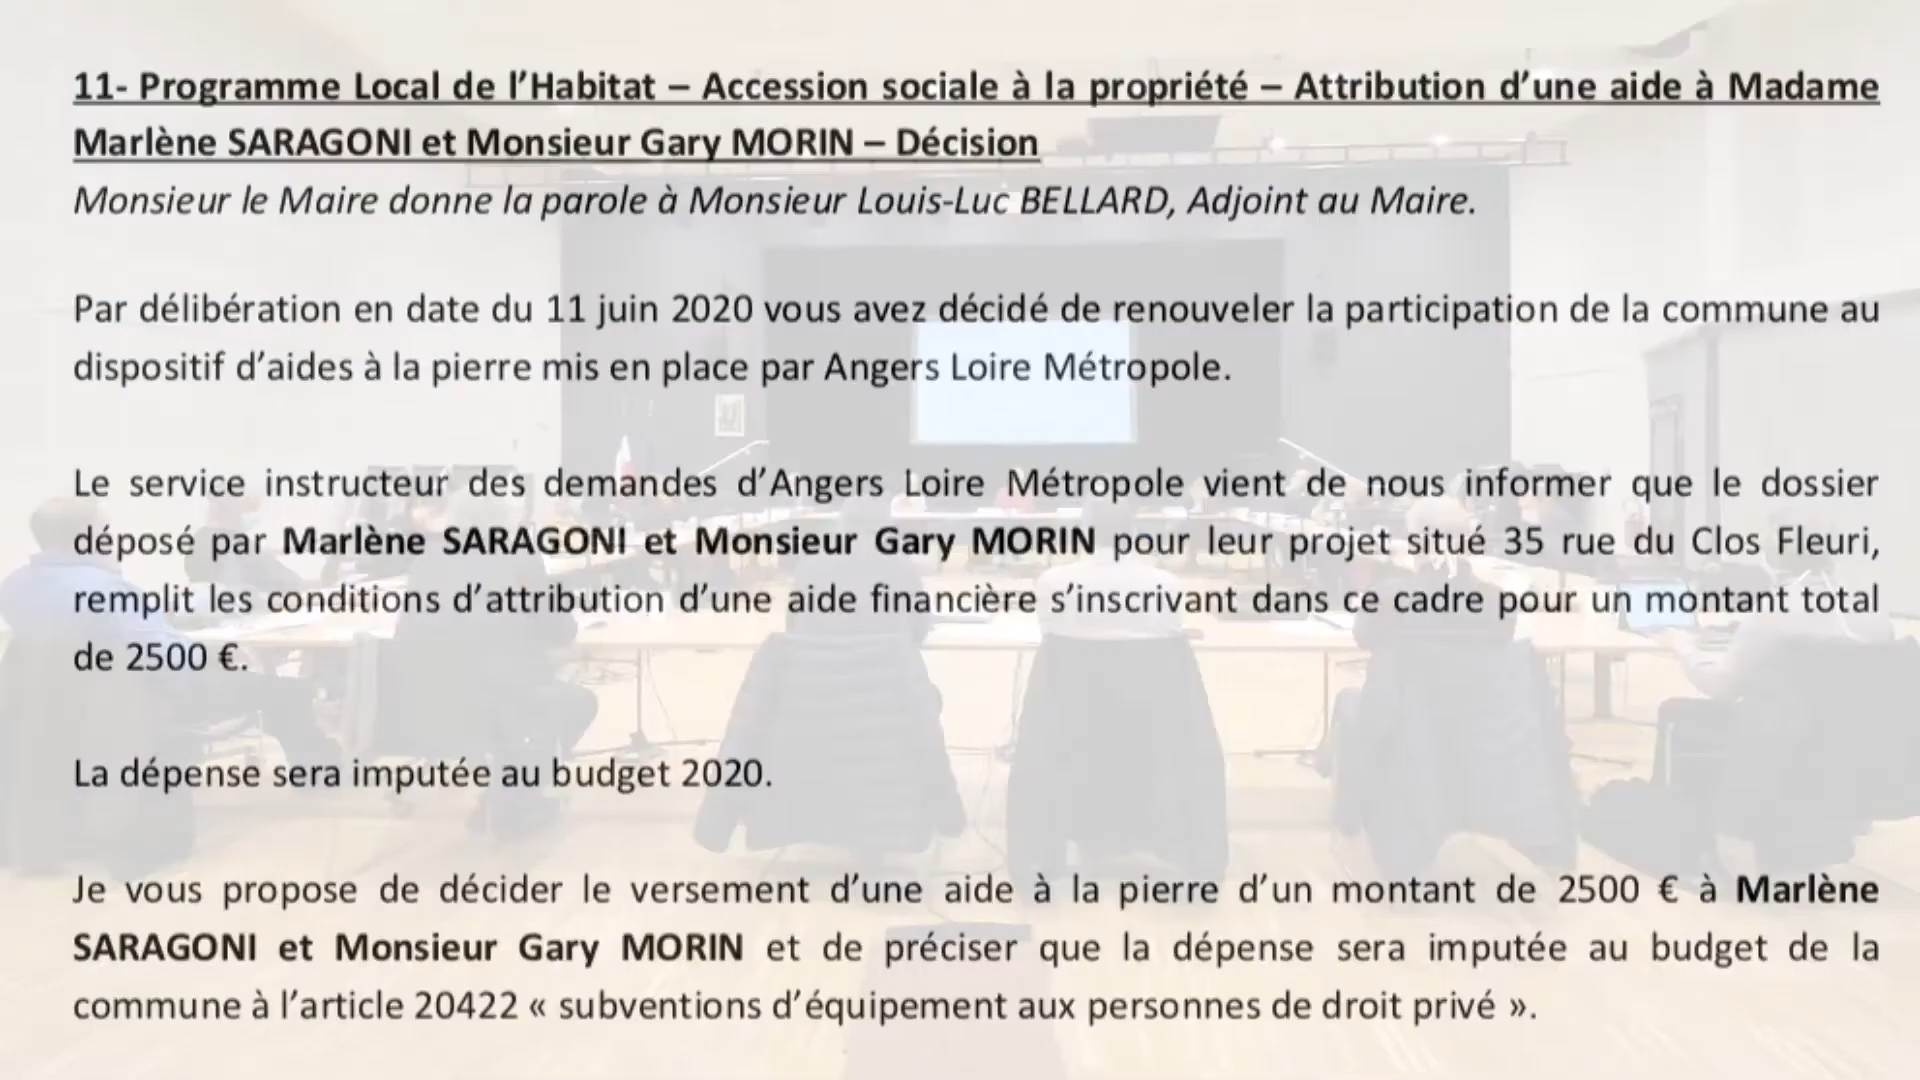 11- Programme Local de l’Habitat – Accession sociale à la propriété – Attribution d’une aide à Madame
Marlène SARAGONI et Monsieur Gary MORIN – Décision
Monsieur le Maire donne la parole à Monsieur Louis-Luc BELLARD, Adjoint au Maire.
Par délibération en date du 11 juin 2020 vous avez décidé de renouveler la participation de la commune au
dispositif d’aides à la pierre mis en place par Angers Loire Métropole.
Le service instructeur des demandes d’Angers Loire Métropole vient de nous informer que le dossier
déposé par Marlène SARAGONI et Monsieur Gary MORIN pour leur projet situé 35 rue du Clos Fleuri,
remplit les conditions d’attribution d’une aide financière s’inscrivant dans ce cadre pour un montant total
de 2500 €.
La dépense sera imputée au budget 2020.
Je vous propose de décider le versement d’une aide à la pierre d’un montant de 2500 € à Marlène
SARAGONI et Monsieur Gary MORIN et de préciser que la dépense sera imputée au budget de la
commune à l’article 20422 « subventions d’équipement aux personnes de droit privé ».